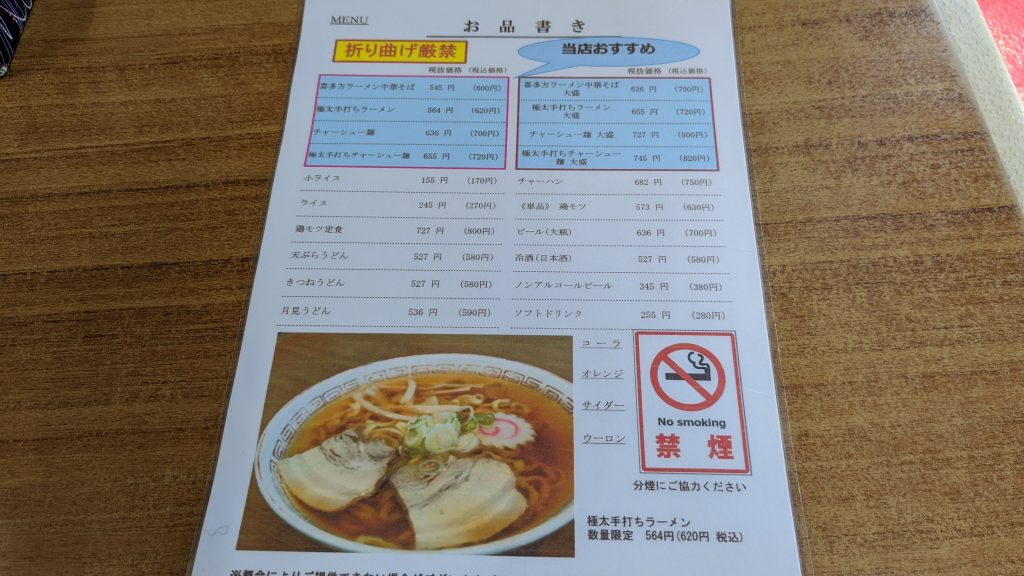 MENU
お品書き
折り曲げ厳禁
当店おすすめ
税抜価格 (税込価格) 税抜価格 (税込価格)
喜多方ラーメン中華そば 545 円 (600円) 喜多方ラーメン中華そば 大盛 636 円 (700円)
極太手打ちラーメン 564 円 (620円) 極太手打ちラーメン 大盛 655 円 (720円)
チャーシュー麺 636 円 (700円) チャーシュー麺 大盛 727 円 (800円)
極太手打ちチャーシュー麺 655 円 (720円) 極太手打ちチャーシュー麺 大盛 745 円 (820円)
小ライス 155 円 (170円) チャーハン 682 円 (750円)
ライス 245 円 (270円) 《単品》 鶏モツ 573 円 (630円)
鶏モツ定食 727 円 (800円) ビール(大瓶) 636 円 (700円)
天ぷらうどん 527 円 (580円) 冷酒(日本酒) 527 円 (580円)
きつねうどん 527 円 (580円) ノンアルコールビール 345 円 (380円)
月見うどん 536 円 (590円) ソフトドリンク 255 円 (280円)
コーラ
オレンジ
サイダー
ウーロン
No smoking
禁煙
分煙にご協力ください
極太手打ちラーメン
数量限定 564円(620円 税込)